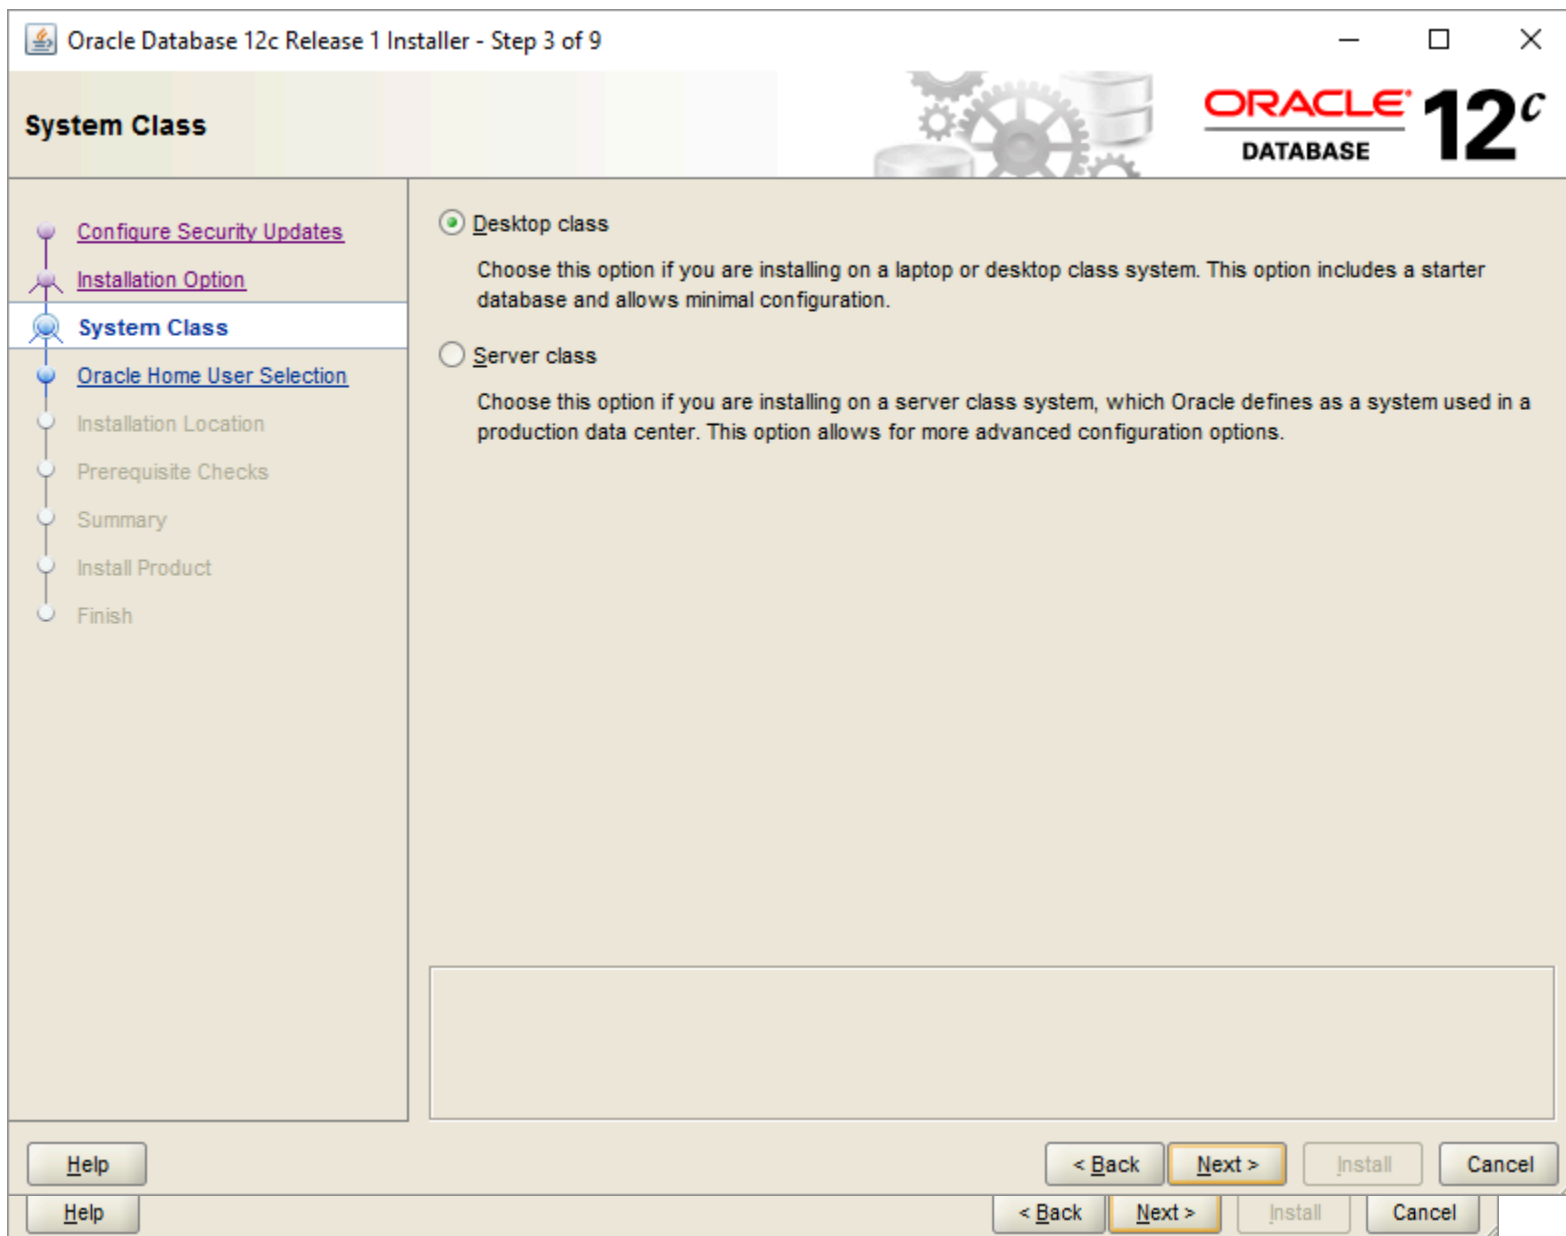 Oracle Database 12c Release 1 Installer - Step 3 of 9
System Class
ORACLE
DATABASE
12c
Configure Security Updates
Installation Option
System Class
Oracle Home User Selection
Installation Location
Prerequisite Checks
Summary
Install Product
Finish
Desktop class
Choose this option if you are installing on a laptop or desktop class system. This option includes a starter
database and allows minimal configuration.
Server class
Choose this option if you are installing on a server class system, which Oracle defines as a system used in a
production data center. This option allows for more advanced configuration options.
Help
< Back
Next >
Install
Cancel
Help
< Back
Next >
Install
Cancel